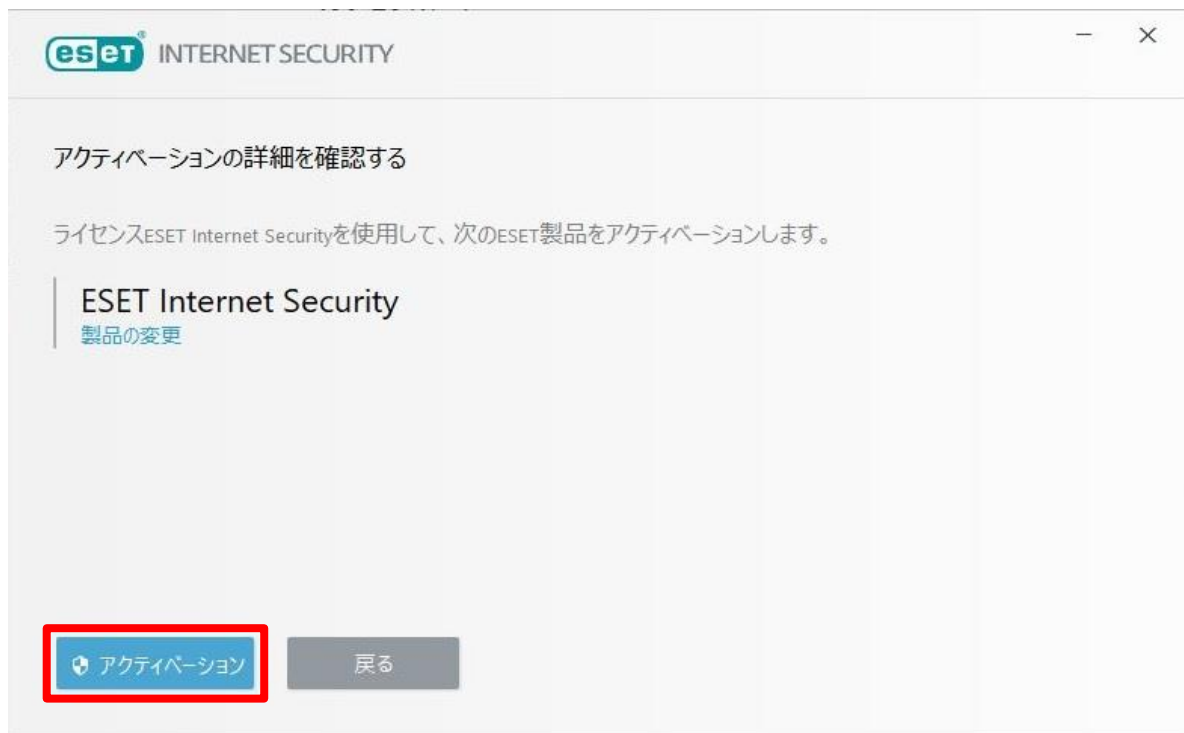 eset INTERNET SECURITY
アクティベーションの詳細を確認する
ライセンスESET Internet Securityを使用して、次のESET製品をアクティベーションします。
ESET Internet Security
製品の変更
アクティベーション
戻る